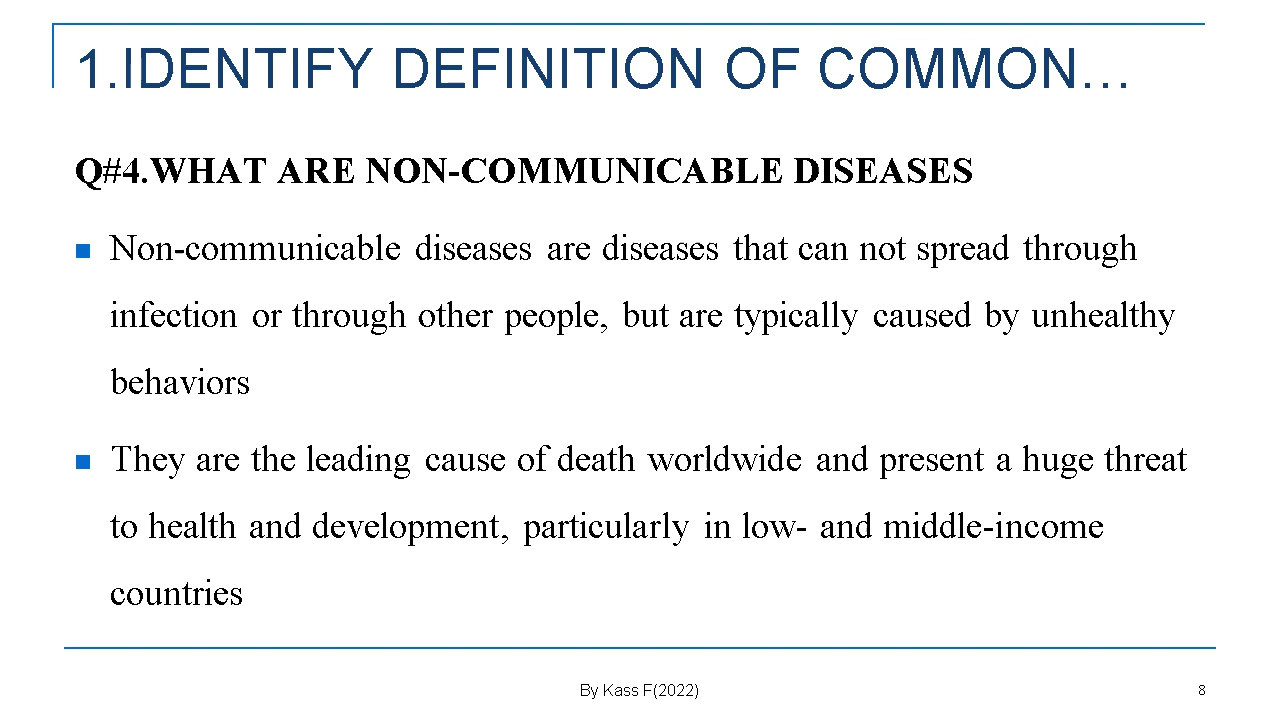 1.IDENTIFY DEFINITION OF COMMON…
Q#4.WHAT ARE NON-COMMUNICABLE DISEASES
Non-communicable diseases are diseases that can not spread through
infection or through other people, but are typically caused by unhealthy
behaviors
They are the leading cause of death worldwide and present a huge threat
to health and development, particularly in low- and middle-income
countries
By Kass F(2022)
8